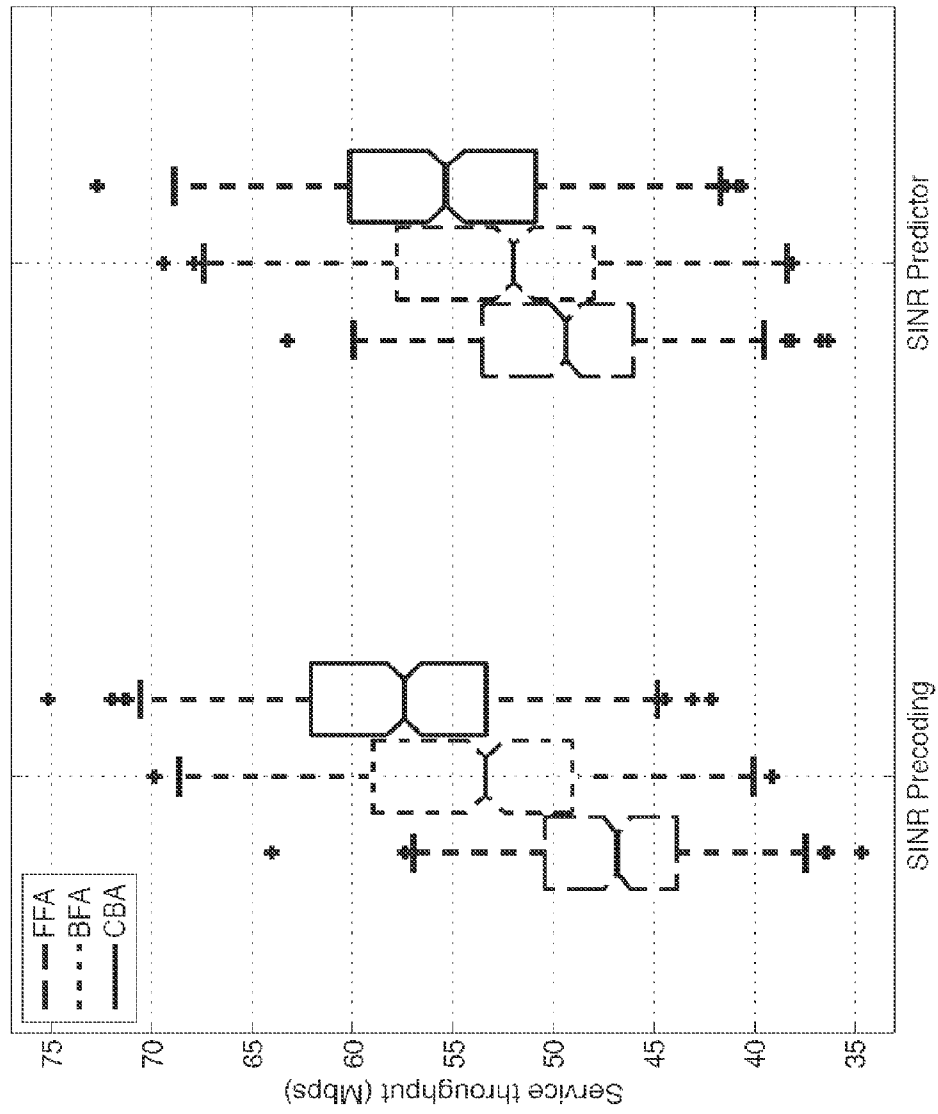 FFA
BFA
CBA
Service throughput (Mbps)
75
70
65
60
55
50
45
40
35
SINR Precoding
SINR Predictor